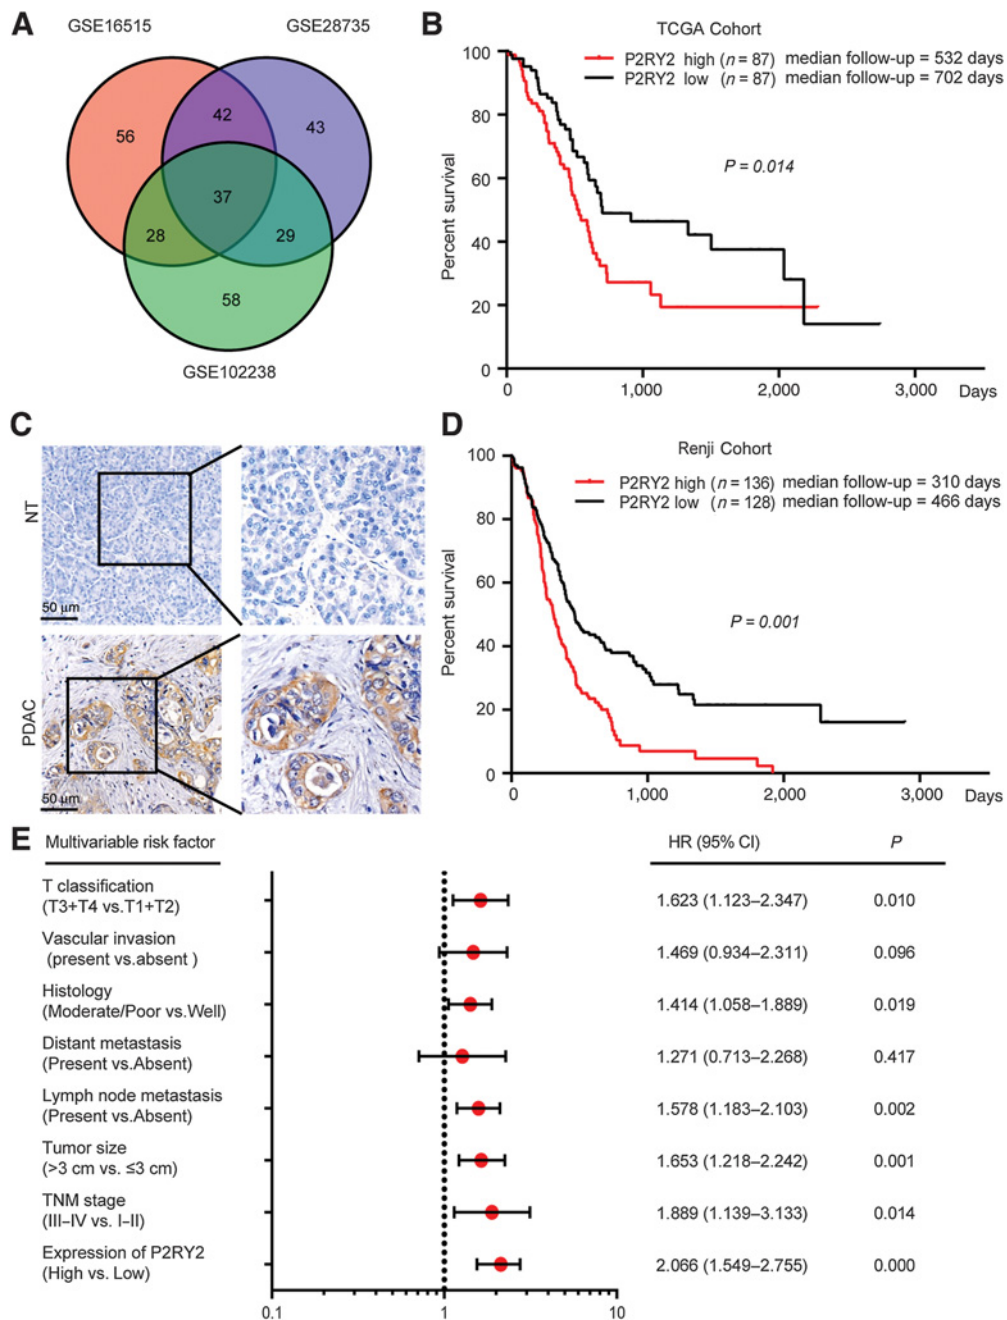 A
GSE16515
GSE28735
56
42
43
37
28
29
58
GSE102238
B
TCGA Cohort
P2RY2 high (n = 87) median follow-up = 532 days
P2RY2 low (n = 87) median follow-up = 702 days
P = 0.014
Percent survival
100
80
60
40
20
0
0 1,000 2,000 3,000 Days
C
NT
50 µm
PDAC
50 µm
D
Renji Cohort
P2RY2 high (n = 136) median follow-up = 310 days
P2RY2 low (n = 128) median follow-up = 466 days
P = 0.001
Percent survival
100
80
60
40
20
0
0 1,000 2,000 3,000 Days
E
Multivariable risk factor HR (95% CI) P
T classification
(T3+T4 vs.T1+T2) 1.623 (1.123–2.347) 0.010
Vascular invasion
(present vs.absent ) 1.469 (0.934–2.311) 0.096
Histology
(Moderate/Poor vs.Well) 1.414 (1.058–1.889) 0.019
Distant metastasis
(Present vs.Absent) 1.271 (0.713–2.268) 0.417
Lymph node metastasis
(Present vs.Absent) 1.578 (1.183–2.103) 0.002
Tumor size
(>3 cm vs. ≤3 cm) 1.653 (1.218–2.242) 0.001
TNM stage
(III–IV vs. I–II) 1.889 (1.139–3.133) 0.014
Expression of P2RY2
(High vs. Low) 2.066 (1.549–2.755) 0.000
0.1 1 10